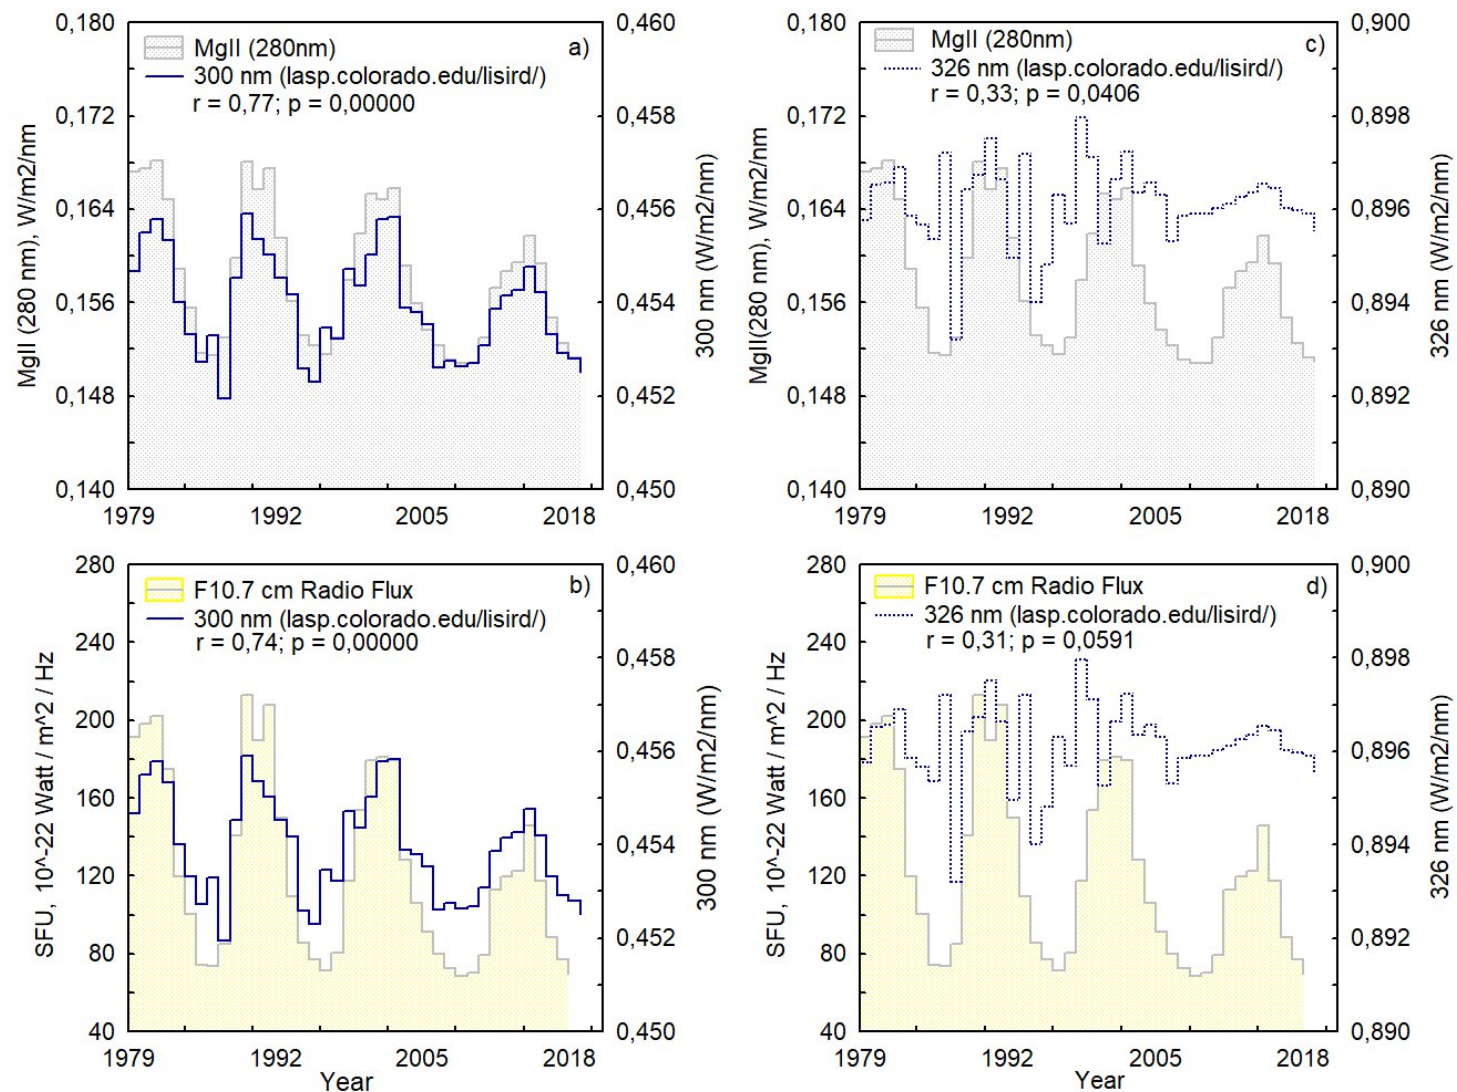 MgII (280nm)
a)
300 nm (lasp.colorado.edu/lisird/)
r = 0,77; p = 0,00000
0,180
0,172
0,164
0,156
0,148
0,140
MgII (280 nm), W/m2/nm
0,460
0,458
0,456
0,454
0,452
0,450
300 nm (W/m2/nm)
1979
1992
2005
2018
MgII (280nm)
c)
326 nm (lasp.colorado.edu/lisird/)
r = 0,33; p = 0,0406
0,180
0,172
0,164
0,156
0,148
0,140
MgII(280 nm), W/m2/nm
0,900
0,898
0,896
0,894
0,892
0,890
326 nm (W/m2/nm)
1979
1992
2005
2018
F10.7 cm Radio Flux
b)
300 nm (lasp.colorado.edu/lisird/)
r = 0,74; p = 0,00000
280
240
200
160
120
80
40
SFU, 10^-22 Watt / m^2 / Hz
0,460
0,458
0,456
0,454
0,452
0,450
300 nm (W/m2/nm)
1979
1992
2005
2018
Year
F10.7 cm Radio Flux
d)
326 nm (lasp.colorado.edu/lisird/)
r = 0,31; p = 0,0591
280
240
200
160
120
80
40
SFU, 10^-22 Watt / m^2 / Hz
0,900
0,898
0,896
0,894
0,892
0,890
326 nm (W/m2/nm)
1979
1992
2005
2018
Year